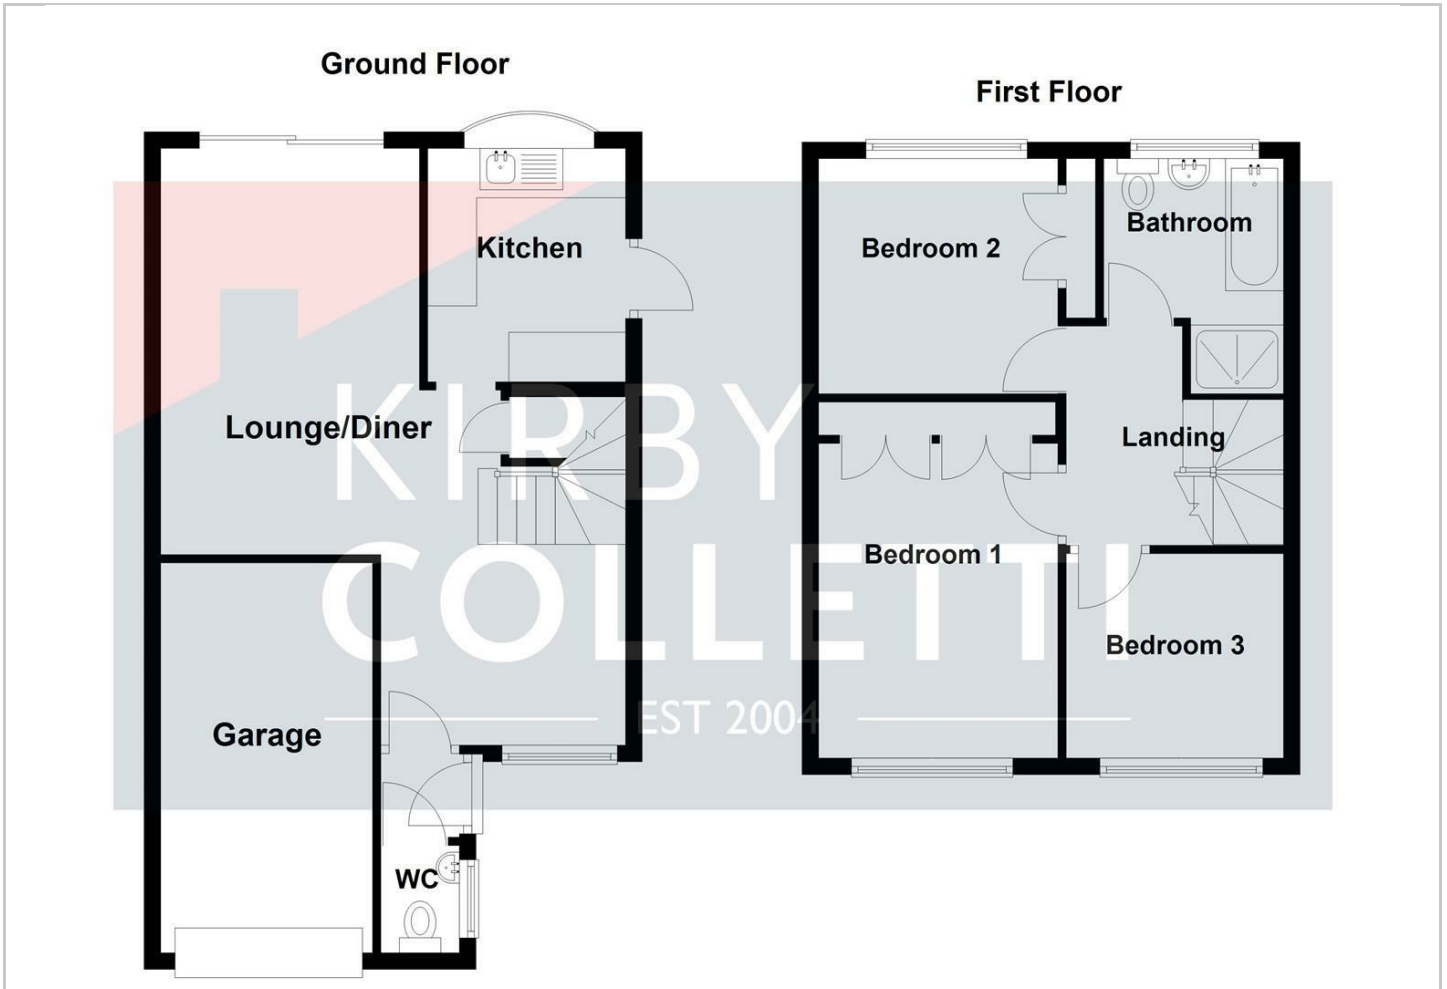 Ground Floor
First Floor
Kitchen
Bedroom 2
Bathroom
Lounge/Diner
Landing
KIRBY
COLLETTI
EST 2004
Bedroom 1
Bedroom 3
Garage
WC